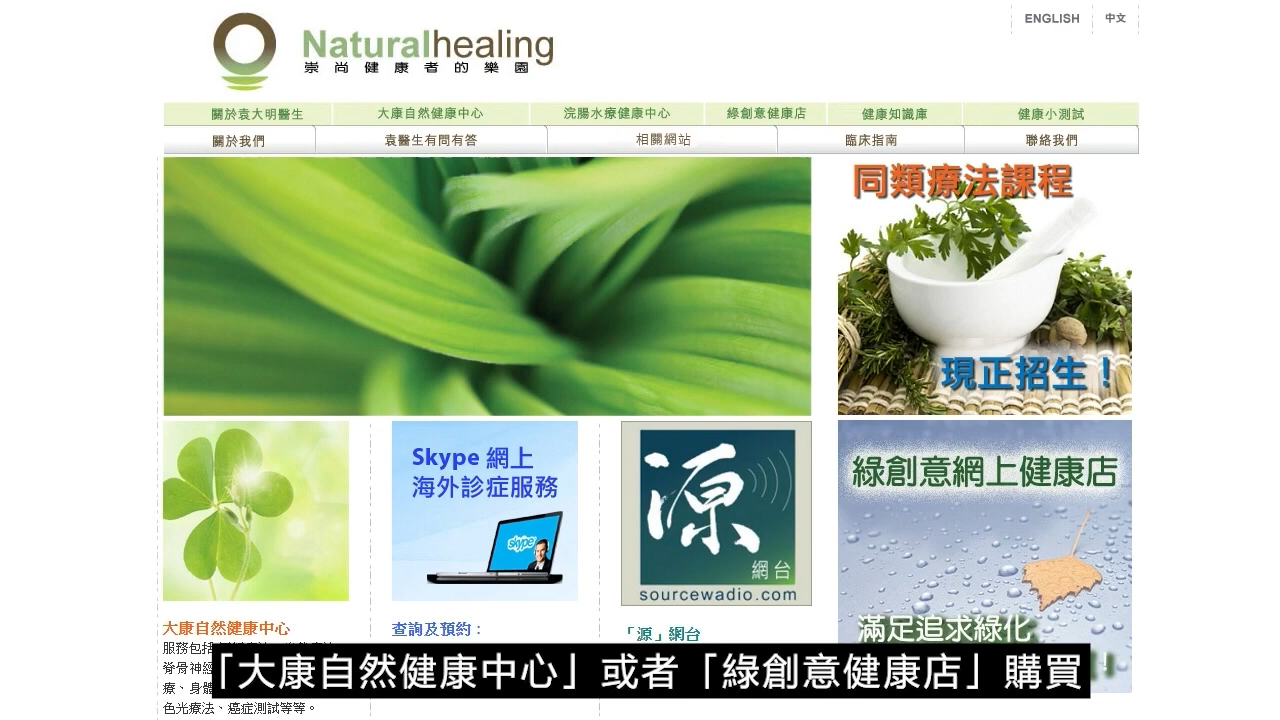 ENGLISH
中文
Naturalhealing
崇尚健康者的樂園
關於袁大明醫生
大康自然健康中心
浣腸水療健康中心
綠創意健康店
健康知識庫
健康小測試
關於我們
袁醫生有問有答
相關網站
臨床指南
聯絡我們
同類療法課程
現正招生！
Skype 網上
海外診症服務
skype
源
網台
sourcewadio.com
綠創意網上健康店
滿足追求綠化
大康自然健康中心
查詢及預約：
「源」網台
服務包括
脊骨神經
療、身體
色光療法、癌症測試等等。
「大康自然健康中心」或者「綠創意健康店」購買